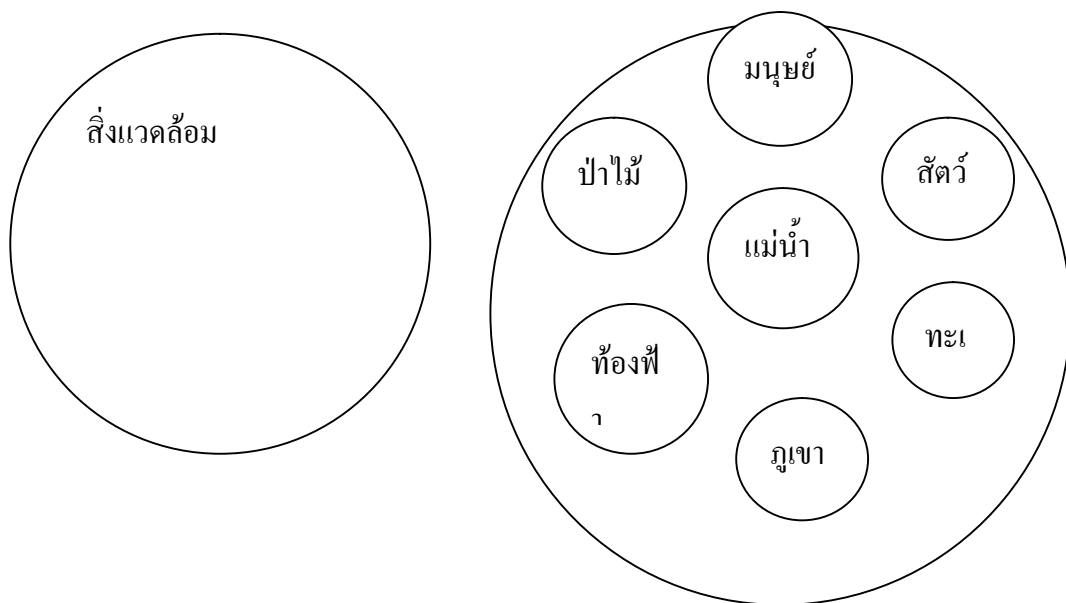 สิ่งแวดล้อม
มนุษย์
ป่าไม้
สัตว์
แม่น้ำ
ทะเ
ท้องฟ้
า
ภูเขา